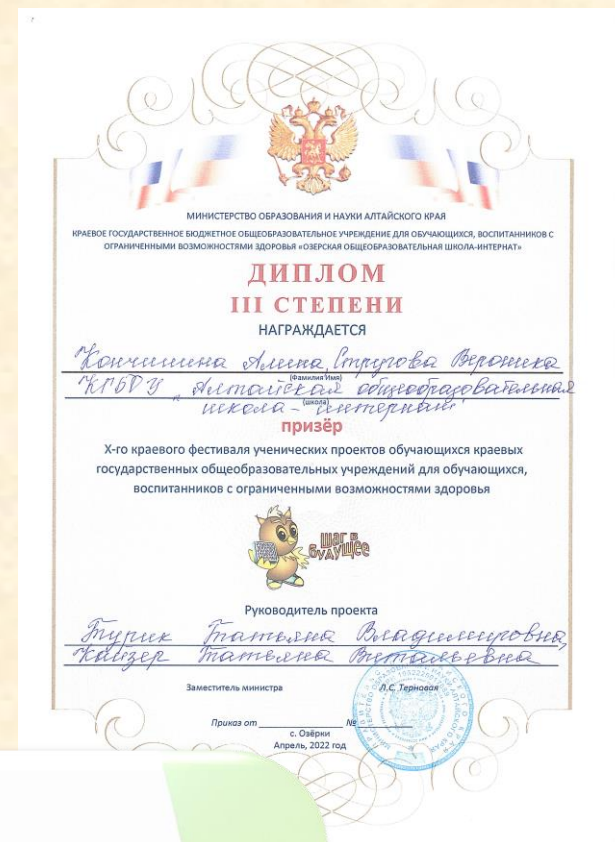 МИНИСТЕРСТВО ОБРАЗОВАНИЯ И НАУКИ АЛТАЙСКОГО КРАЯ
КРАЕВОЕ ГОСУДАРСТВЕННОЕ БЮДЖЕТНОЕ ОБЩЕОБРАЗОВАТЕЛЬНОЕ УЧРЕЖДЕНИЕ ДЛЯ ОБУЧАЮЩИХСЯ, ВОСПИТАННИКОВ С
ОГРАНИЧЕННЫМИ ВОЗМОЖНОСТЯМИ ЗДОРОВЬЯ «ОЗЕРСКАЯ ОБЩЕОБРАЗОВАТЕЛЬНАЯ ШКОЛА-ИНТЕРНАТ»
ДИПЛОМ
III СТЕПЕНИ
НАГРАЖДАЕТСЯ
Алена, Стругова Вероника
(Фамилия Имя)
КГБОУ "Алтайская общеобразовательная
(школа)
школа-интернат"
призёр
X-го краевого фестиваля ученических проектов обучающихся краевых
государственных общеобразовательных учреждений для обучающихся,
воспитанников с ограниченными возможностями здоровья
ШАГ В
БУДУЩЕЕ
Руководитель проекта
Турик Татьяна Владимировна,
Кайзер Татьяна Витальевна
Заместитель министра Л.С. Терновая
Приказ от № 
с. Озёрки
Апрель, 2022 год